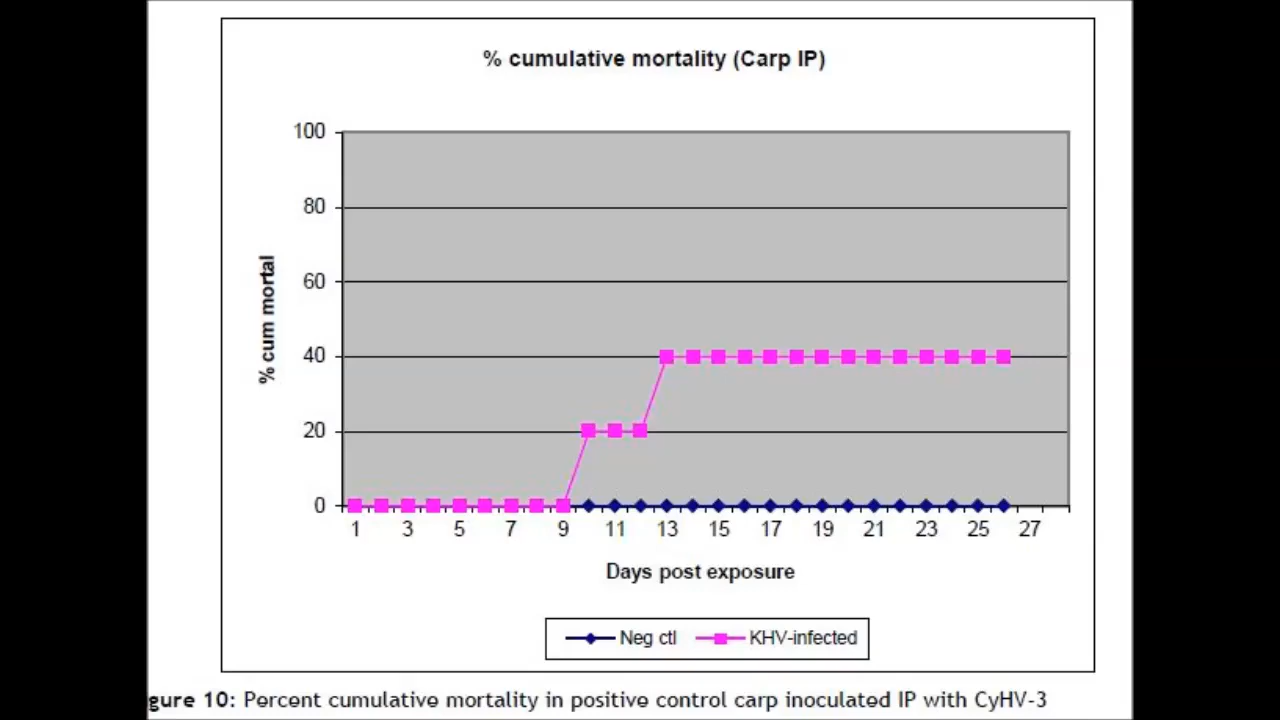 % cumulative mortality (Carp IP)
100
80
60
40
20
0
% cum mortal
1 3 5 7 9 11 13 15 17 19 21 23 25 27
Days post exposure
Neg ctl KHV-infected
gure 10: Percent cumulative mortality in positive control carp inoculated IP with CyHV-3